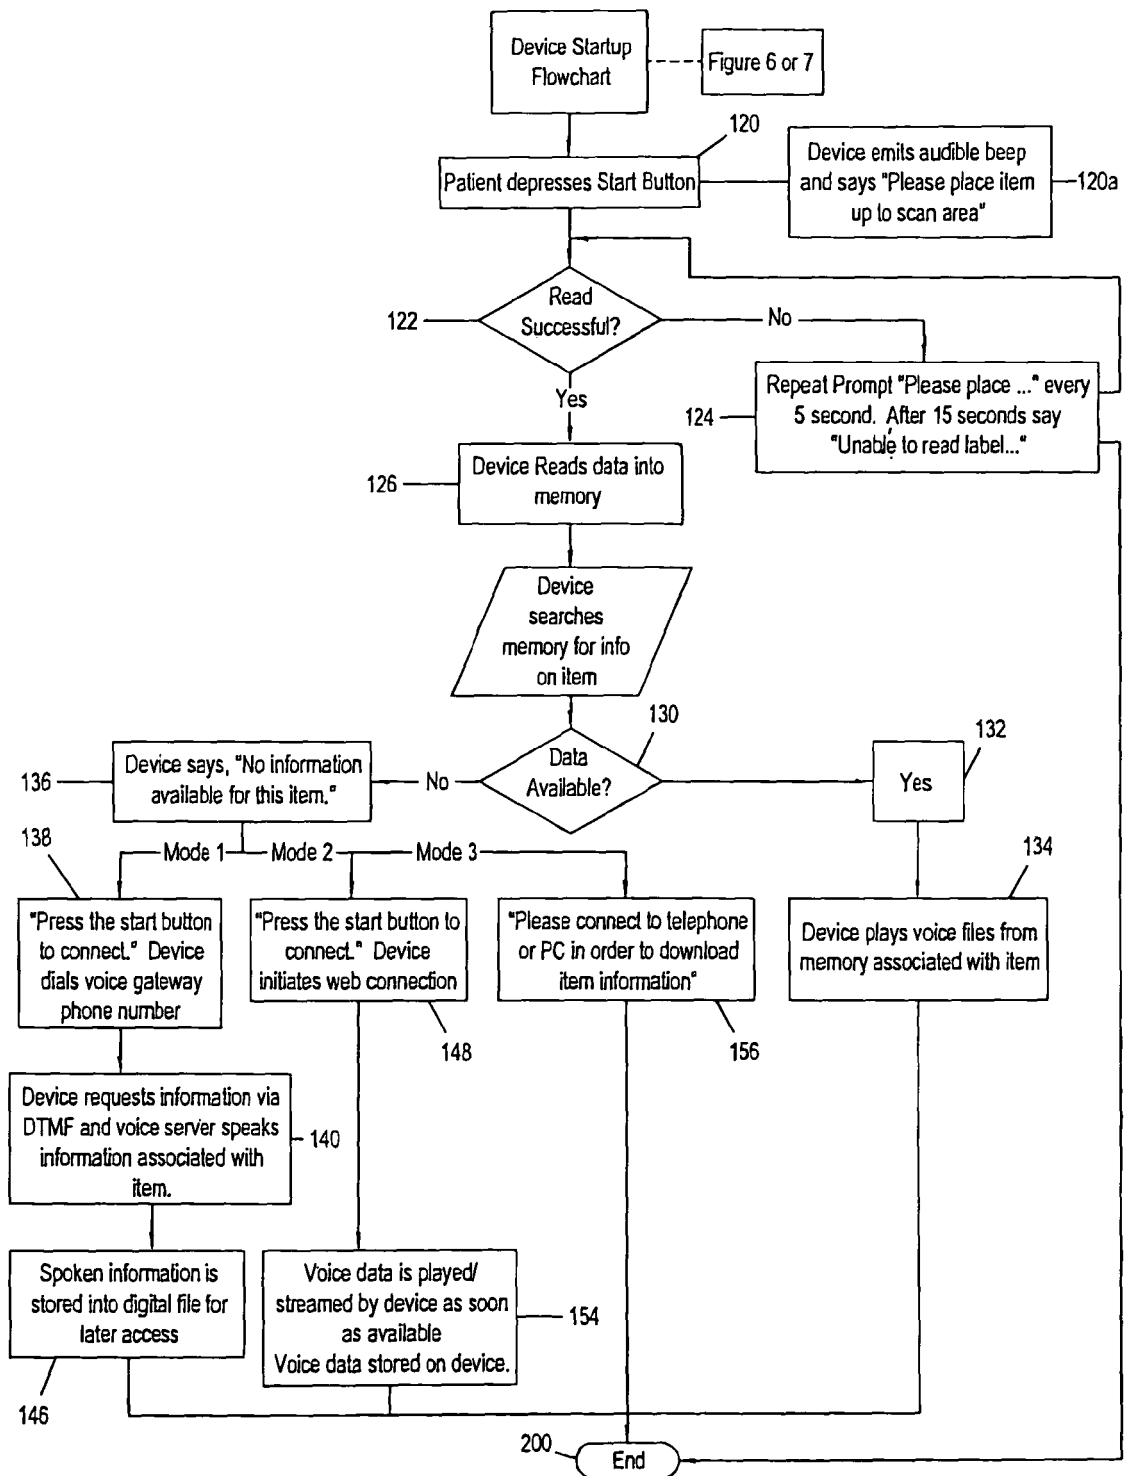 Device Startup
Flowchart
Figure 6 or 7
120
Patient depresses Start Button
Device emits audible beep
and says "Please place item
up to scan area"
120a
122
Read
Successful?
No
Yes
124
Repeat Prompt "Please place ..." every
5 second. After 15 seconds say
"Unable to read label..."
126
Device Reads data into
memory
Device
searches
memory for info
on item
130
Data
Available?
No
132
Yes
136
Device says, "No information
available for this item."
138
Mode 1
Mode 2
Mode 3
134
"Press the start button
to connect." Device
dials voice gateway
phone number
"Press the start button to
connect." Device
initiates web connection
148
"Please connect to telephone
or PC in order to download
item information"
156
Device plays voice files from
memory associated with item
Device requests information via
DTMF and voice server speaks
information associated with
item.
140
Spoken information is
stored into digital file for
later access
146
Voice data is played/
streamed by device as soon
as available
Voice data stored on device.
154
200
End